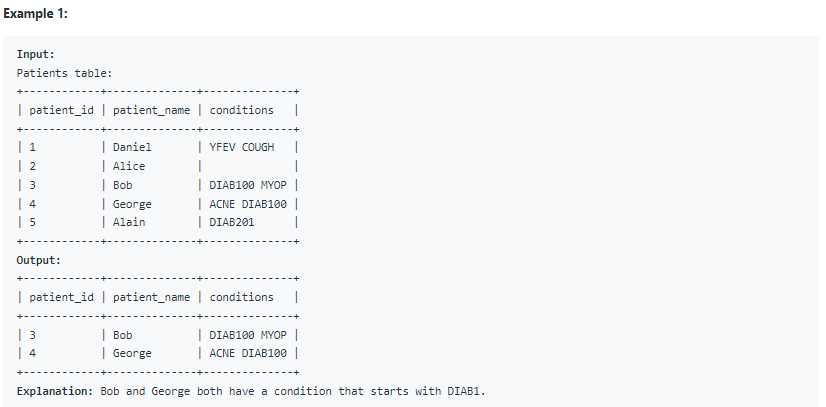 Example 1:
Input:
Patients table:
+------------+--------------+-------------+
| patient_id | patient_name | conditions  |
+------------+--------------+-------------+
| 1          | Daniel       | YFEV COUGH  |
| 2          | Alice        |             |
| 3          | Bob          | DIAB100 MYOP |
| 4          | George       | ACNE DIAB100 |
| 5          | Alain        | DIAB201     |
+------------+--------------+-------------+
Output:
+------------+--------------+-------------+
| patient_id | patient_name | conditions  |
+------------+--------------+-------------+
| 3          | Bob          | DIAB100 MYOP |
| 4          | George       | ACNE DIAB100 |
+------------+--------------+-------------+
Explanation: Bob and George both have a condition that starts with DIAB1.